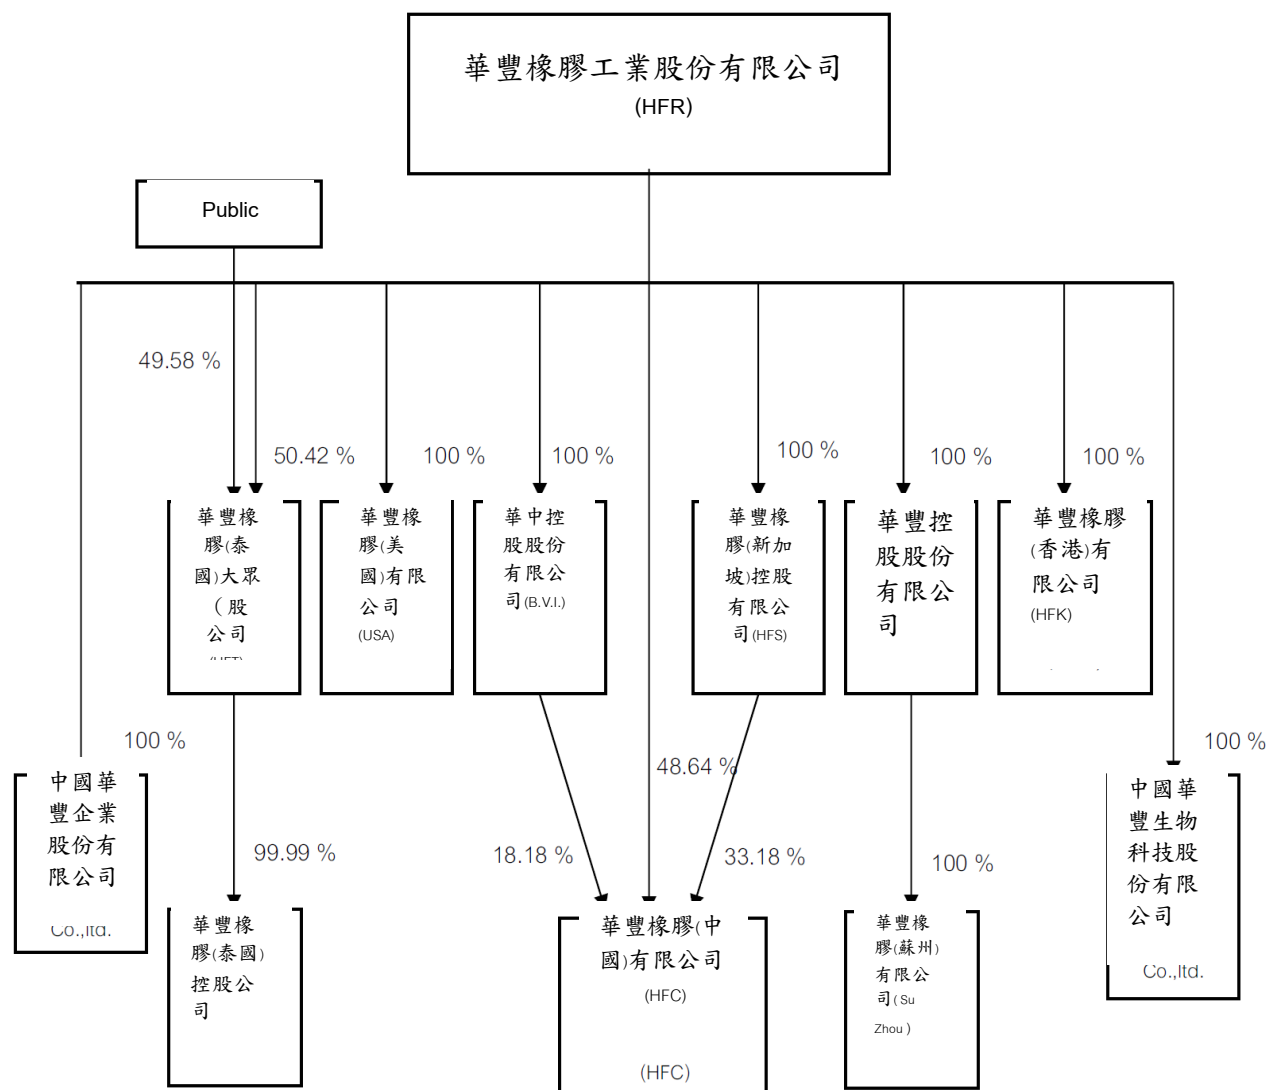 華豐橡膠工業股份有限公司
(HFR)
Public
49.58 %
50.42 %
100 %
100 %
100 %
100 %
100 %
華豐橡
膠(泰
國)大眾
（股
公司
華豐橡
膠(美
國)有限
公司
(USA)
華中控
股股份
有限公
司(B.V.I.)
華豐橡
膠(新加
坡)控股
有限公
司(HFS)
華豐控
股股份
有限公
司
華豐橡膠
(香港)有
限公司
(HFK)
100 %
48.64 %
100 %
中國華
豐企業
股份有
限公司
Co.,ltd.
99.99 %
18.18 %
33.18 %
100 %
中國華
豐生物
科技股
份有限
公司
Co.,ltd.
華豐橡
膠(泰國)
控股公
司
華豐橡膠(中
國)有限公司
(HFC)
(HFC)
華豐橡
膠(蘇州)
有限公
司( Su
Zhou )